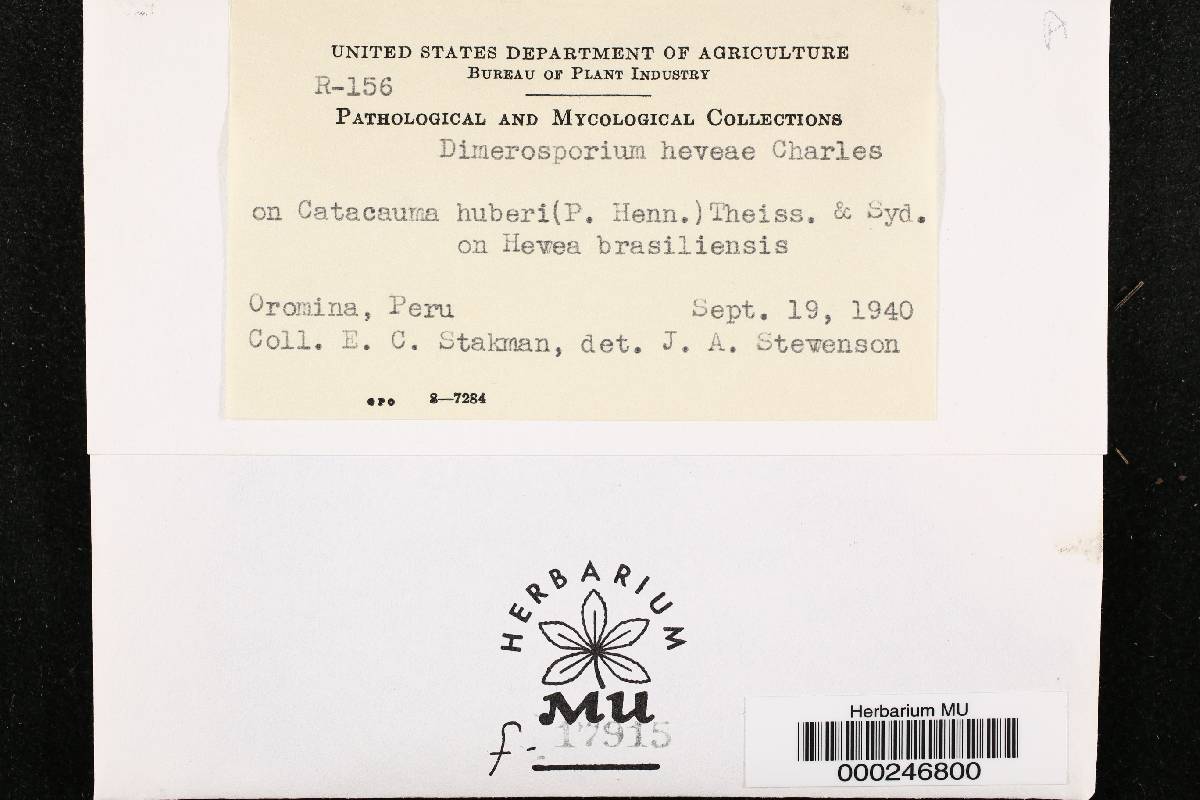 UNITED STATES DEPARTMENT OF AGRICULTURE
BUREAU OF PLANT INDUSTRY
R-156
PATHOLOGICAL AND MYCOLOGICAL COLLECTIONS
Dimerosporium heveae Charles
on Catacauma huberi(P. Henn.)Theiss. & Syd.
on Hevea brasiliensis
Oromina, Peru Sept. 19, 1940
Coll. E. C. Stakman, det. J. A. Stevenson
GPO 8—7284
HERBARIUM
MU
f. 17915
Herbarium MU
000246800